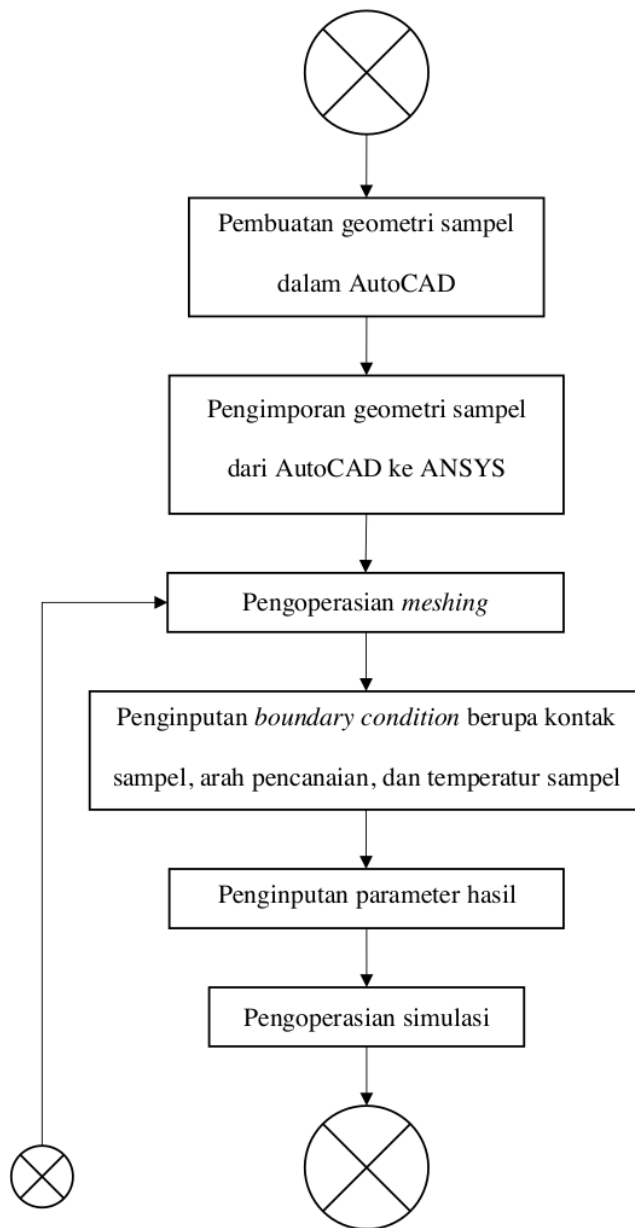 Pembuatan geometri sampel
dalam AutoCAD
Pengimporan geometri sampel
dari AutoCAD ke ANSYS
Pengoperasian meshing
Penginputan boundary condition berupa kontak
sampel, arah pencanaian, dan temperatur sampel
Penginputan parameter hasil
Pengoperasian simulasi